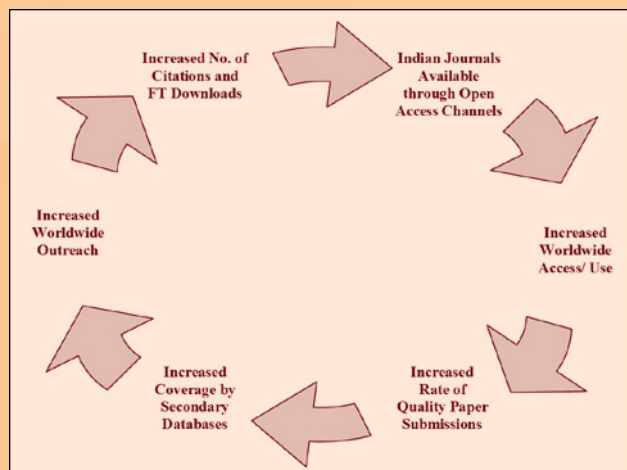 Increased No. of
Citations and
FT Downloads
Indian Journals
Available
through Open
Access Channels
Increased
Worldwide
Access/ Use
Increased
Rate of
Quality Paper
Submissions
Increased
Coverage by
Secondary
Databases
Increased
Worldwide
Outreach